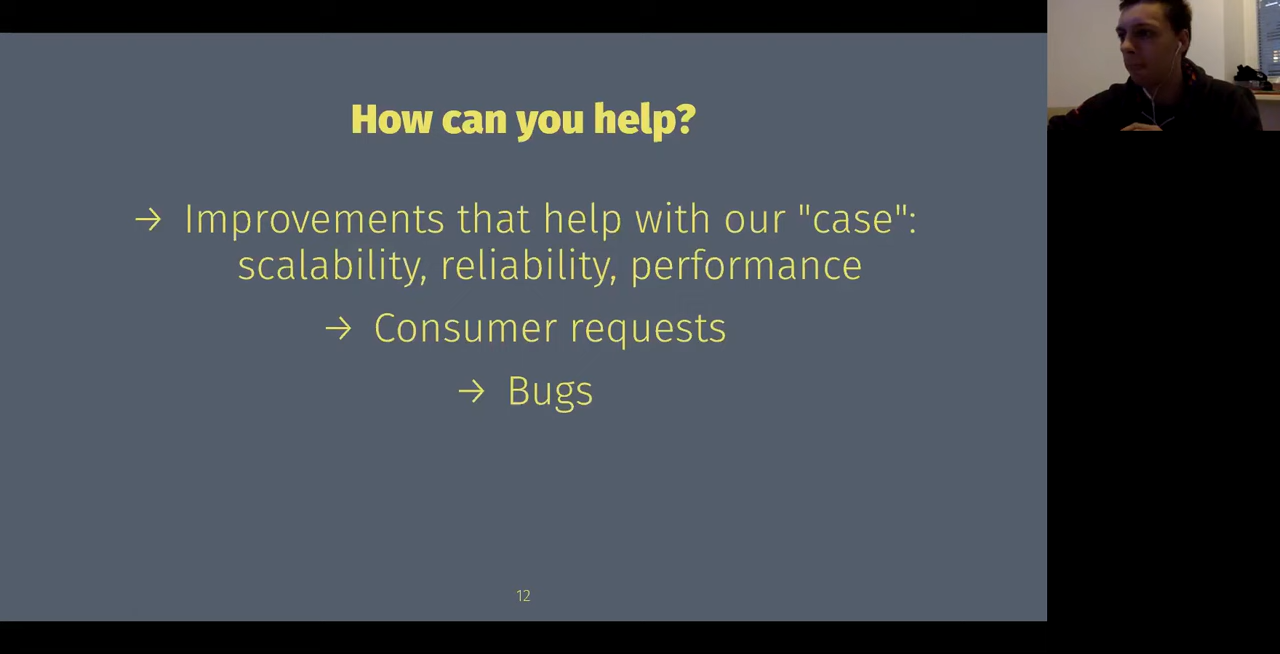 How can you help?
→ Improvements that help with our "case":
scalability, reliability, performance
→ Consumer requests
→ Bugs
12